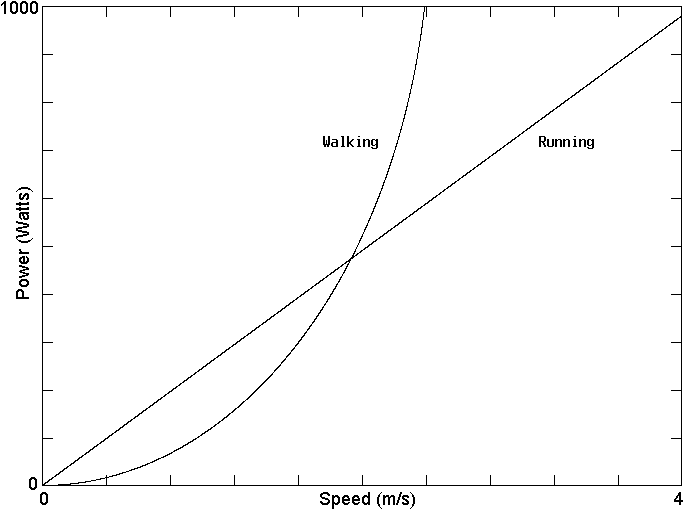 1000
Walking
Running
Power (Watts)
0
0
Speed (m/s)
4